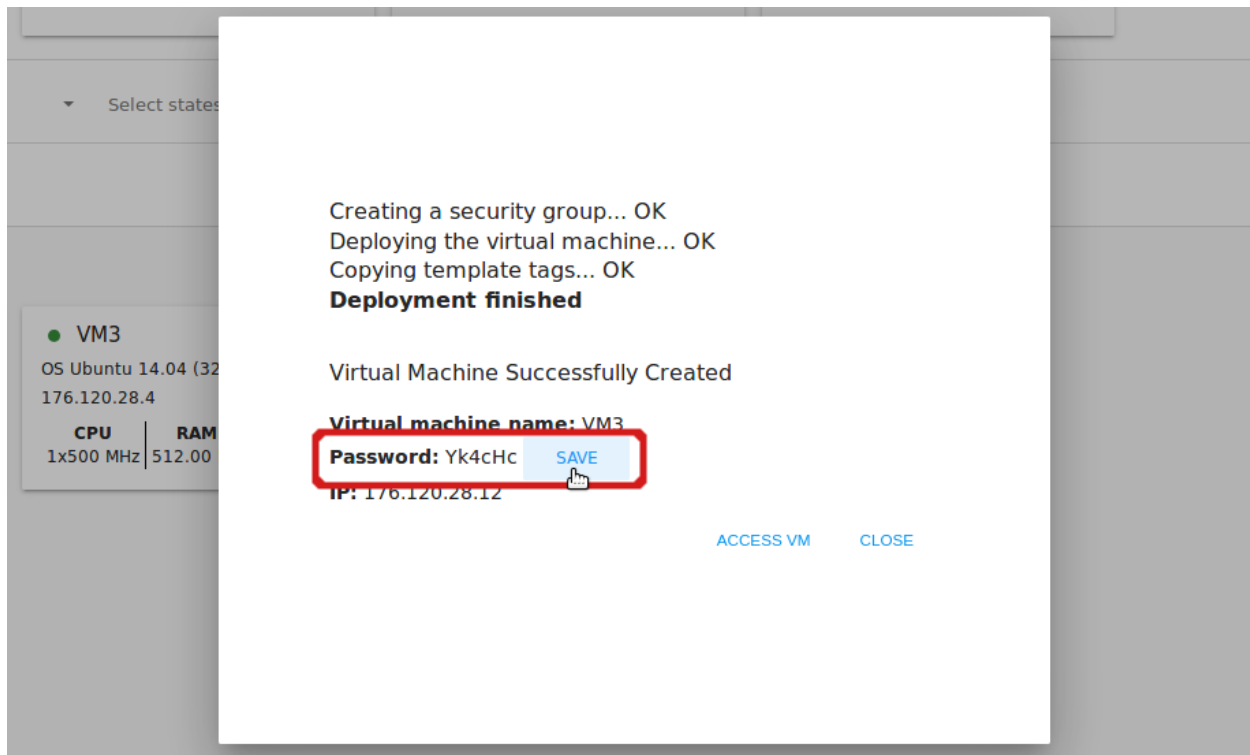 Select states
Creating a security group... OK
Deploying the virtual machine... OK
Copying template tags... OK
Deployment finished
VM3
OS Ubuntu 14.04 (32
176.120.28.4
CPU RAM
1x500 MHz 512.00
Virtual Machine Successfully Created
Virtual machine name: VM3
Password: Yk4cHc SAVE
IP: 176.120.28.12
ACCESS VM CLOSE